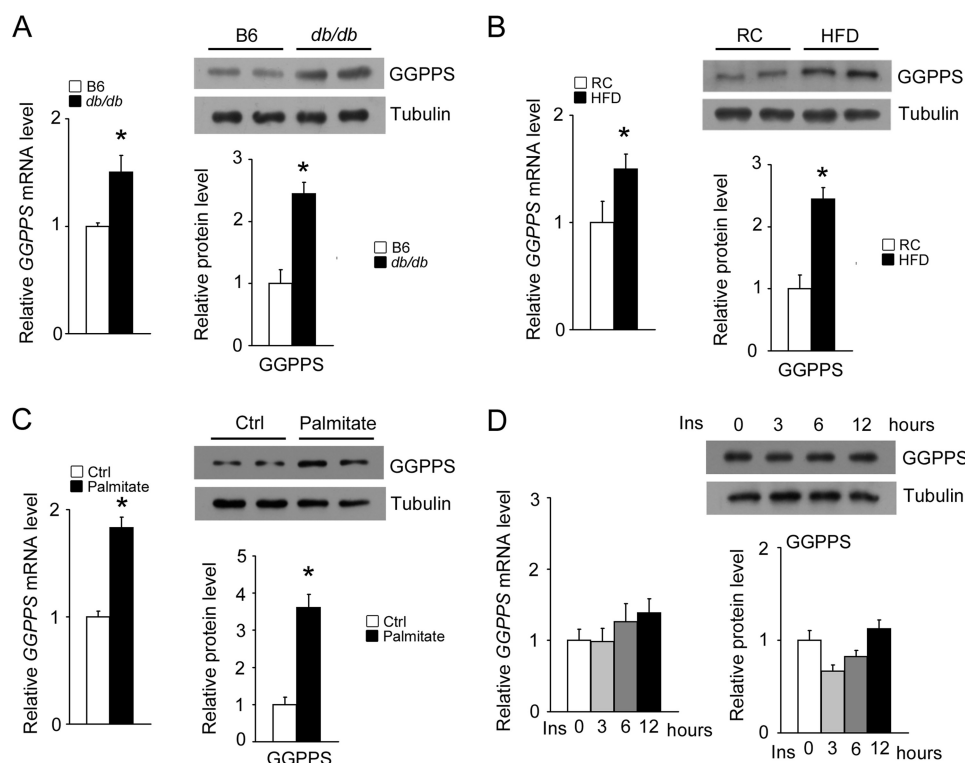 A
B6 db/db
GGPPS
Tubulin
B6
db/db
Relative GGPPS mRNA level
2
1
0
*
Relative protein level
3
2
1
0
*
B6
db/db
GGPPS
B
RC HFD
GGPPS
Tubulin
RC
HFD
Relative GGPPS mRNA level
2
1
0
*
Relative protein level
3
2
1
0
*
RC
HFD
GGPPS
C
Ctrl Palmitate
GGPPS
Tubulin
Ctrl
Palmitate
Relative GGPPS mRNA level
2
1
0
*
Relative protein level
5
4
3
2
1
0
*
Ctrl
Palmitate
GGPPS
D
Ins 0 3 6 12 hours
GGPPS
Tubulin
Relative GGPPS mRNA level
3
2
1
0
Ins 0 3 6 12 hours
GGPPS
Relative protein level
2
1
0
Ins 0 3 6 12 hours